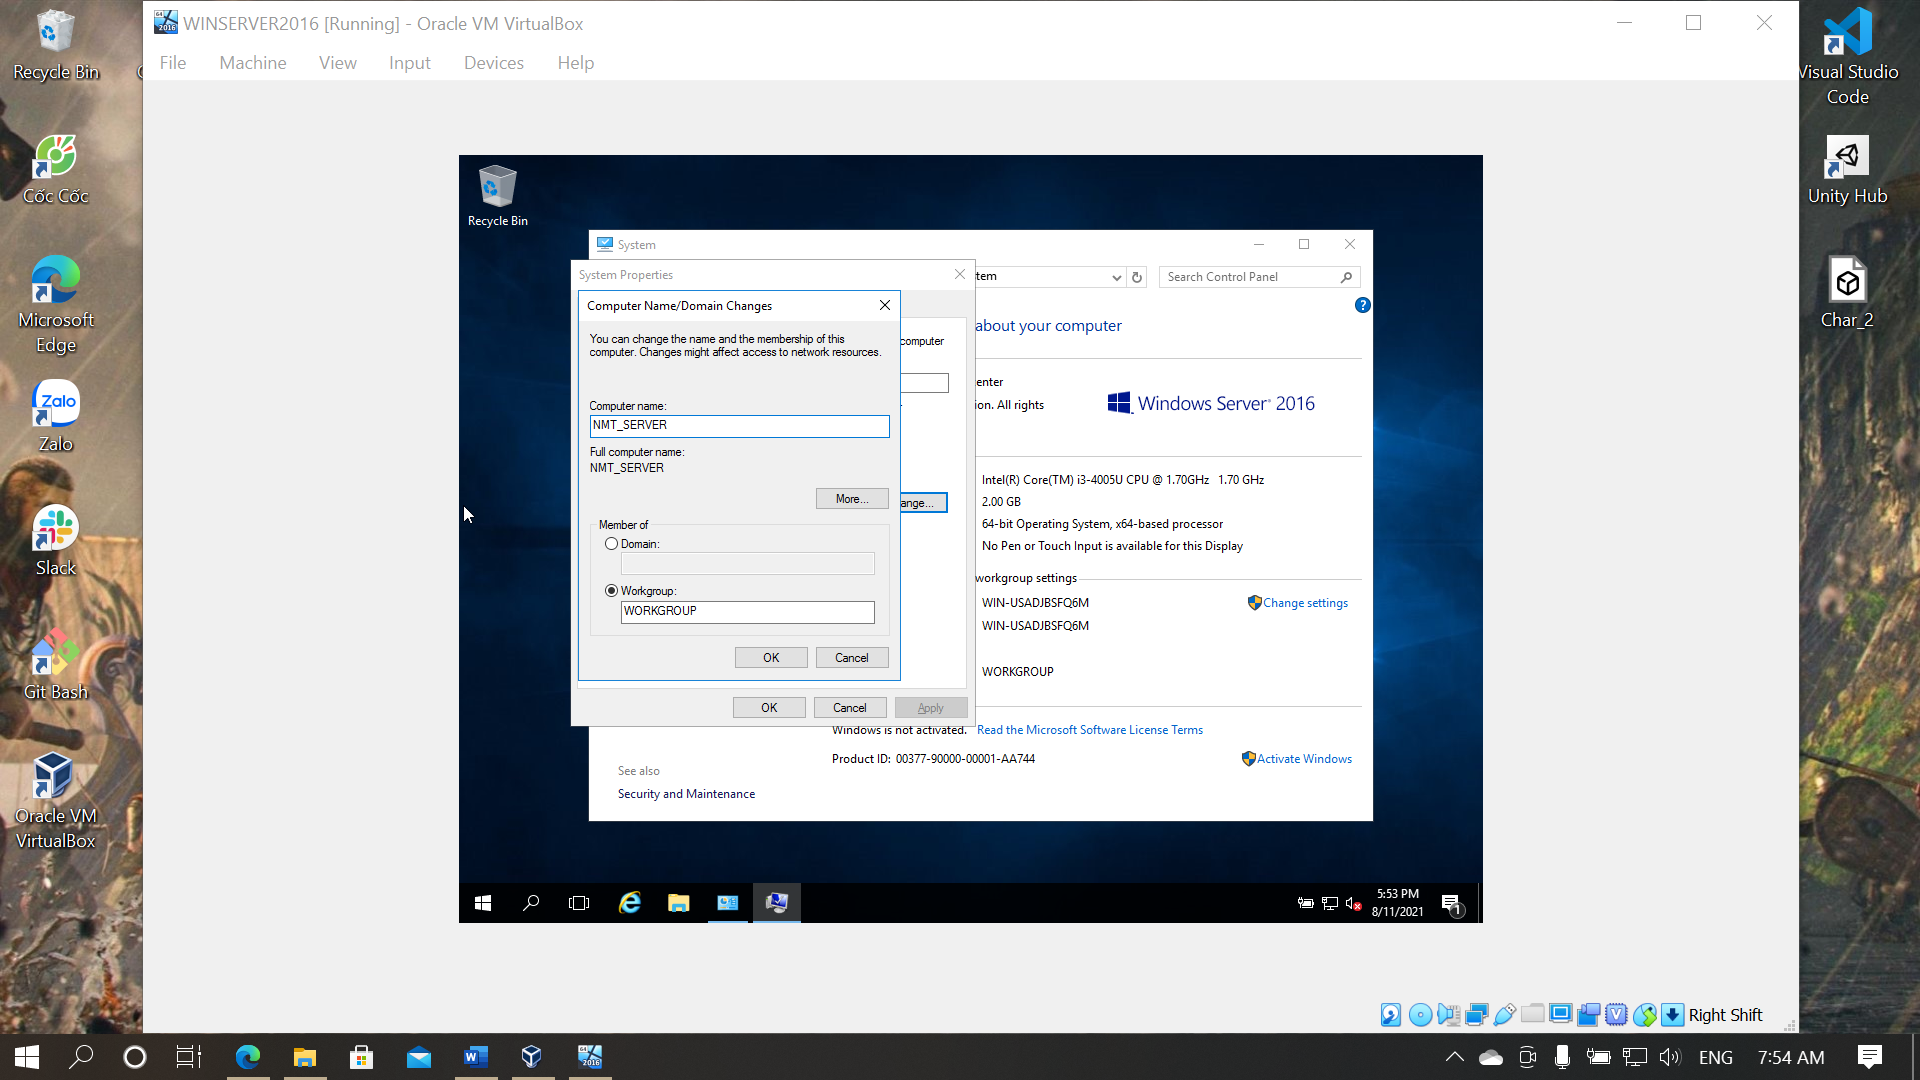 WINSERVER2016 [Running] - Oracle VM VirtualBox
File Machine View Input Devices Help
Recycle Bin
Cốc Cốc
Microsoft
Edge
Zalo
Zalo
Slack
Git Bash
Oracle VM
VirtualBox
Visual Studio
Code
Unity Hub
Char_2
Recycle Bin
System
System Properties
tem
Search Control Panel
Computer Name/Domain Changes
You can change the name and the membership of this
computer. Changes might affect access to network resources.
Computer name:
NMT_SERVER
Full computer name:
NMT_SERVER
More...
Member of
Domain:
Workgroup:
WORKGROUP
OK Cancel
computer
ange...
OK Cancel Apply
about your computer
enter
ion. All rights
Windows Server® 2016
Intel(R) Core(TM) i3-4005U CPU @ 1.70GHz 1.70 GHz
2.00 GB
64-bit Operating System, x64-based processor
No Pen or Touch Input is available for this Display
workgroup settings
WIN-USADJBSFQ6M
Change settings
WIN-USADJBSFQ6M
WORKGROUP
Windows is not activated. Read the Microsoft Software License Terms
Product ID: 00377-90000-00001-AA744
Activate Windows
See also
Security and Maintenance
5:53 PM
8/11/2021
1
Right Shift
ENG 7:54 AM